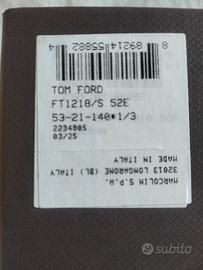 8 89214 55882 4
TOM FORD
FT1218/S 52E
53-21-140*1/3
2234805
03/25
MARCOLIN S.P.A.
32013 LONGARONE (BL) ITALY
MADE IN ITALY
subito